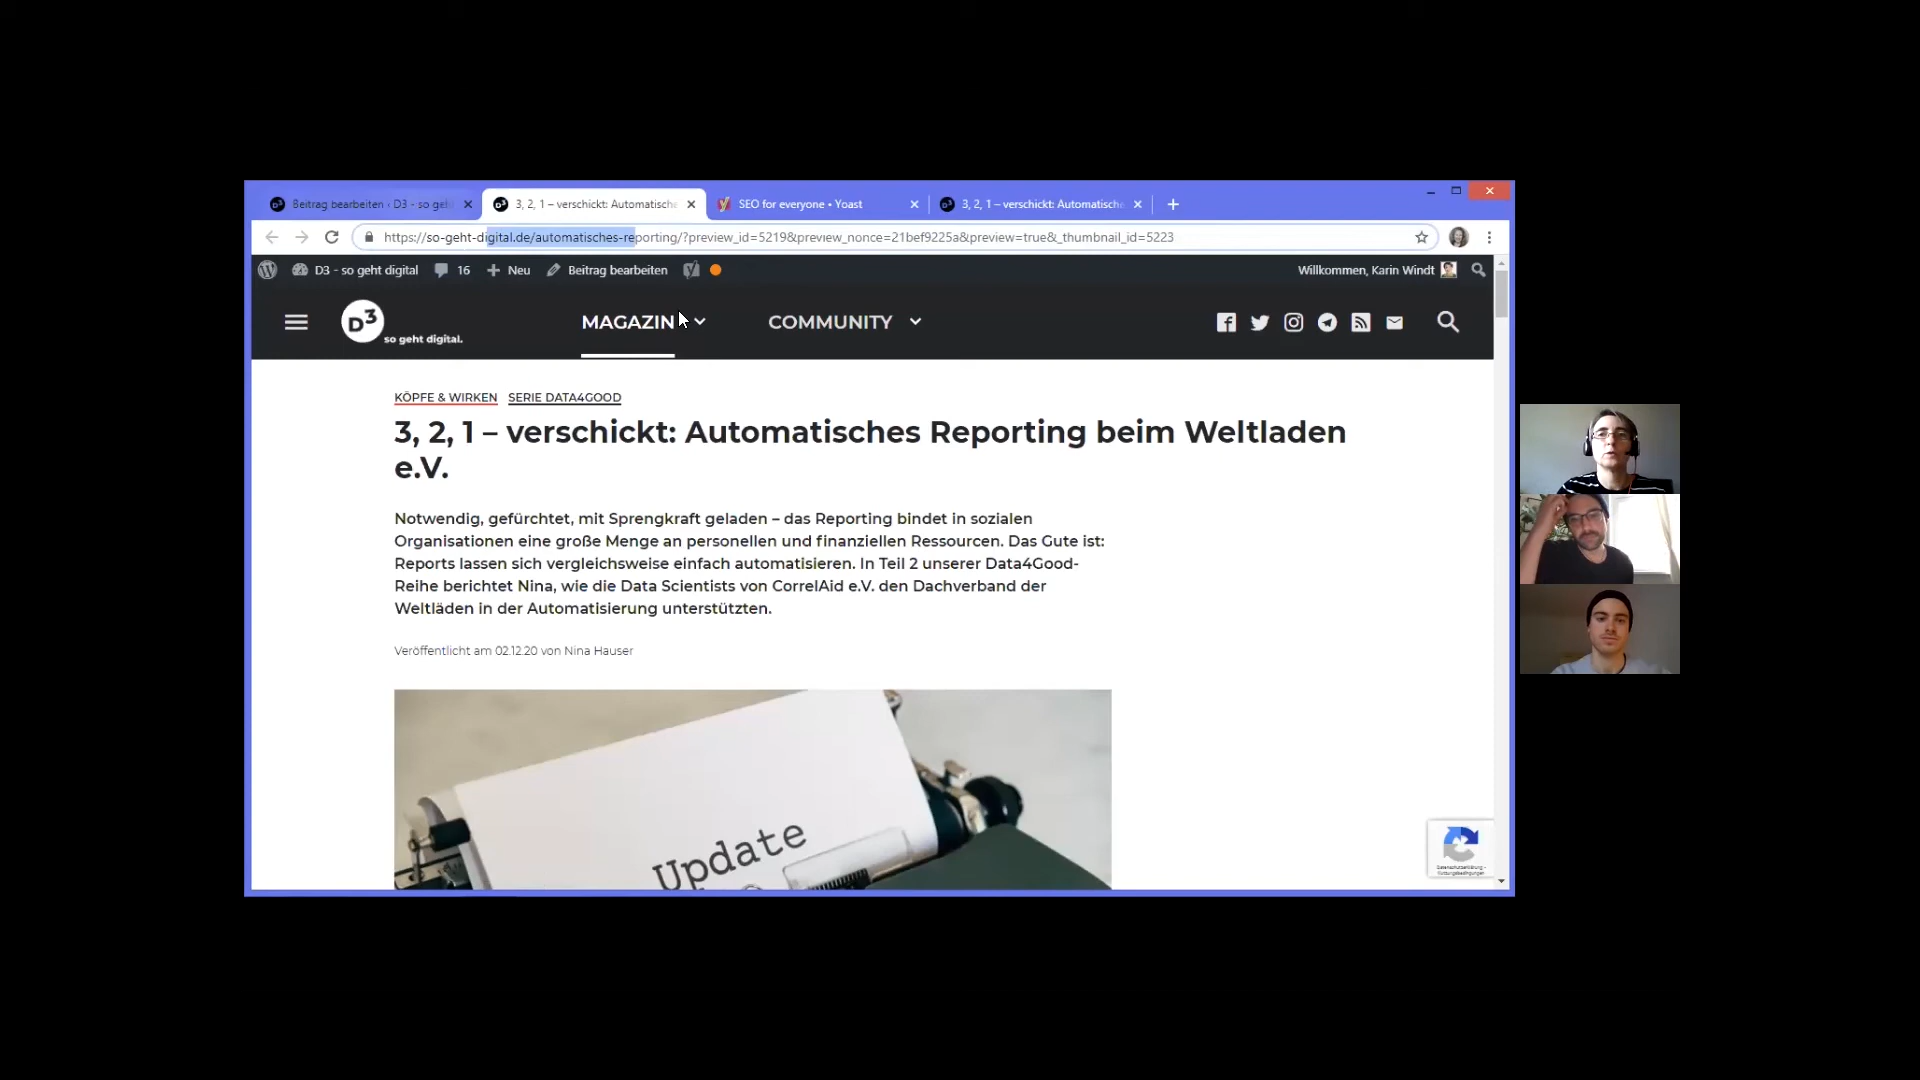 Beitrag bearbeiten ‹ D3 - so geh
3, 2, 1 – verschickt: Automatische
SEO for everyone • Yoast
3, 2, 1 – verschickt: Automatische
https://so-geht-digital.de/automatisches-reporting/?preview_id=5219&preview_nonce=21bef9225a&preview=true&_thumbnail_id=5223
D3 - so geht digital
16
Neu
Beitrag bearbeiten
Willkommen, Karin Windt
D3
so geht digital.
MAGAZIN
COMMUNITY
KÖPFE & WIRKEN SERIE DATA4GOOD
3, 2, 1 – verschickt: Automatisches Reporting beim Weltladen
e.V.
Notwendig, gefürchtet, mit Sprengkraft geladen – das Reporting bindet in sozialen
Organisationen eine große Menge an personellen und finanziellen Ressourcen. Das Gute ist:
Reports lassen sich vergleichsweise einfach automatisieren. In Teil 2 unserer Data4Good-
Reihe berichtet Nina, wie die Data Scientists von CorrelAid e.V. den Dachverband der
Weltläden in der Automatisierung unterstützten.
Veröffentlicht am 02.12.20 von Nina Hauser
Update